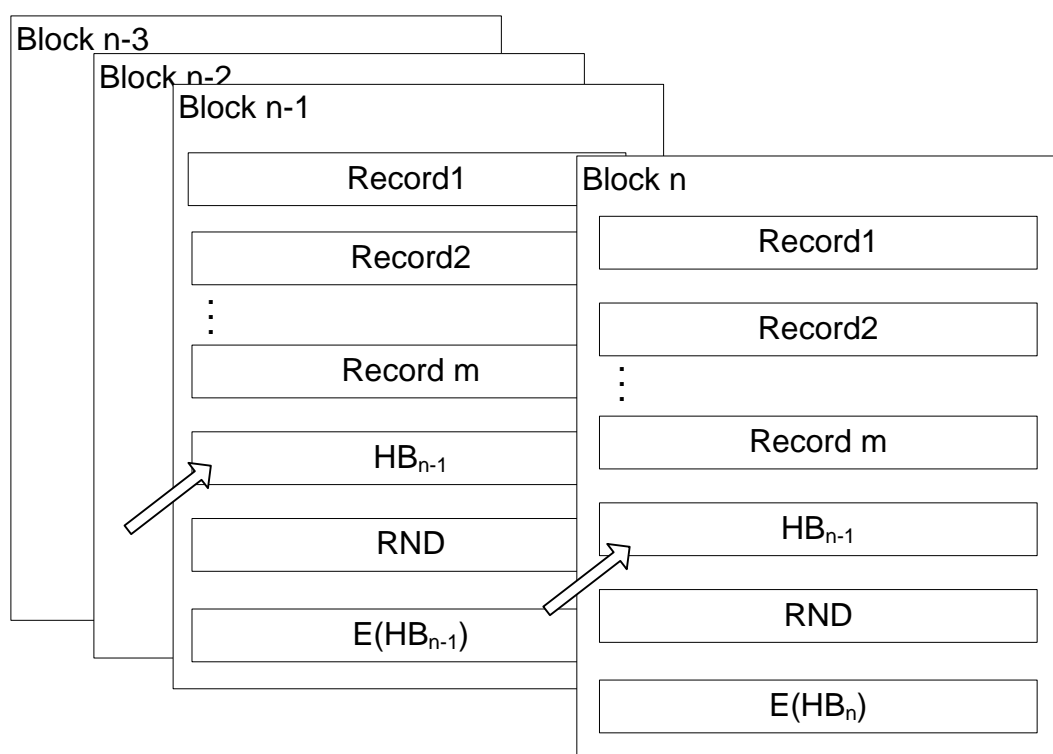 Block n-3
Block n-2
Block n-1
Record1
Record2
⋮
Record m
HBn-1
RND
E(HBn-1)
Block n
Record1
Record2
⋮
Record m
HBn-1
RND
E(HBn)